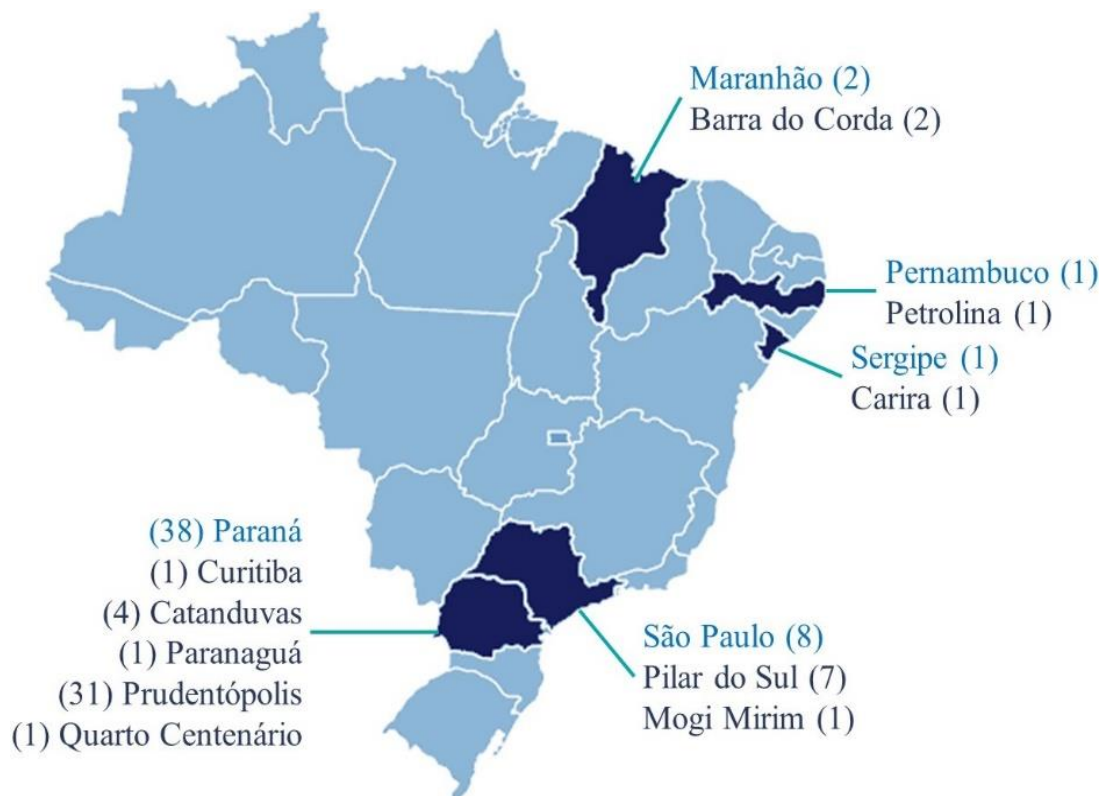 Maranhão (2)
Barra do Corda (2)
Pernambuco (1)
Petrolina (1)
Sergipe (1)
Carira (1)
(38) Paraná
(1) Curitiba
(4) Catanduvas
(1) Paranaguá
(31) Prudentópolis
(1) Quarto Centenário
São Paulo (8)
Pilar do Sul (7)
Mogi Mirim (1)